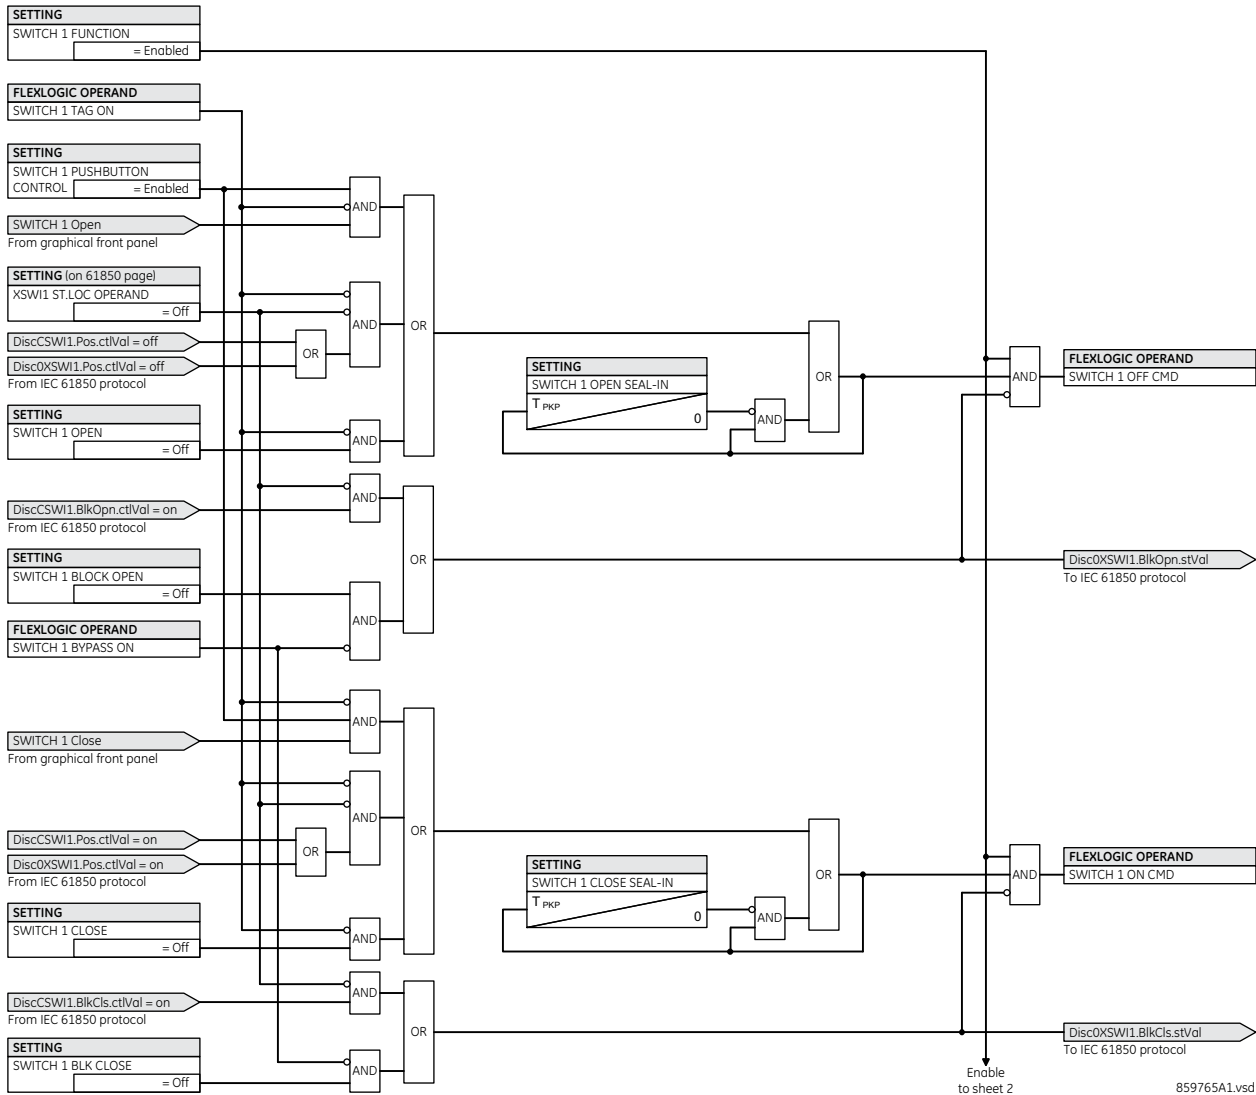 SETTING
SWITCH 1 FUNCTION
= Enabled
FLEXLOGIC OPERAND
SWITCH 1 TAG ON
SETTING
SWITCH 1 PUSHBUTTON
CONTROL = Enabled
SWITCH 1 Open
From graphical front panel
AND
SETTING (on 61850 page)
XSWI1 ST.LOC OPERAND
= Off
DiscCSWI1.Pos.ctlVal = off
Disc0XSWI1.Pos.ctlVal = off
From IEC 61850 protocol
OR
AND
OR
SETTING
SWITCH 1 OPEN
= Off
AND
SETTING
SWITCH 1 OPEN SEAL-IN
T PKP
0
AND
OR
AND
FLEXLOGIC OPERAND
SWITCH 1 OFF CMD
DiscCSWI1.BlkOpn.ctlVal = on
From IEC 61850 protocol
AND
SETTING
SWITCH 1 BLOCK OPEN
= Off
FLEXLOGIC OPERAND
SWITCH 1 BYPASS ON
AND
OR
Disc0XSWI1.BlkOpn.stVal
To IEC 61850 protocol
SWITCH 1 Close
From graphical front panel
AND
DiscCSWI1.Pos.ctlVal = on
Disc0XSWI1.Pos.ctlVal = on
From IEC 61850 protocol
OR
AND
OR
SETTING
SWITCH 1 CLOSE
= Off
AND
SETTING
SWITCH 1 CLOSE SEAL-IN
T PKP
0
AND
OR
AND
FLEXLOGIC OPERAND
SWITCH 1 ON CMD
DiscCSWI1.BlkCls.ctlVal = on
From IEC 61850 protocol
AND
SETTING
SWITCH 1 BLK CLOSE
= Off
AND
OR
Disc0XSWI1.BlkCls.stVal
To IEC 61850 protocol
Enable
to sheet 2
859765A1.vsd